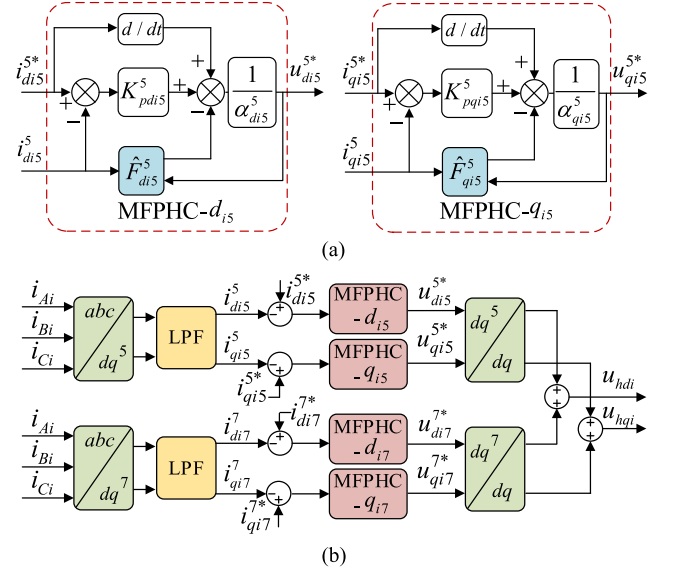 d / dt
i_{di5}^{5*} + − K_{pdi5}^{5} + + − 1/α_{di5}^{5} u_{di5}^{5*}
i_{di5}^{5} F̂_{di5}^{5}
MFPHC-d_{i5}
d / dt
i_{qi5}^{5*} + − K_{pqi5}^{5} + + − 1/α_{qi5}^{5} u_{qi5}^{5*}
i_{qi5}^{5} F̂_{qi5}^{5}
MFPHC-q_{i5}
(a)
i_{Ai}
i_{Bi}
i_{Ci}
abc
dq^{5}
LPF
i_{di5}^{5}
i_{qi5}^{5}
i_{di5}^{5*}
− +
− +
i_{qi5}^{5*}
MFPHC
-d_{i5}
MFPHC
-q_{i5}
u_{di5}^{5*}
u_{qi5}^{5*}
dq^{5}
dq
i_{Ai}
i_{Bi}
i_{Ci}
abc
dq^{7}
LPF
i_{di7}^{7}
i_{qi7}^{7}
i_{di7}^{7*}
− +
− +
i_{qi7}^{7*}
MFPHC
-d_{i7}
MFPHC
-q_{i7}
u_{di7}^{7*}
u_{qi7}^{7*}
dq^{7}
dq
+ +
+ +
u_{hdi}
u_{hqi}
(b)